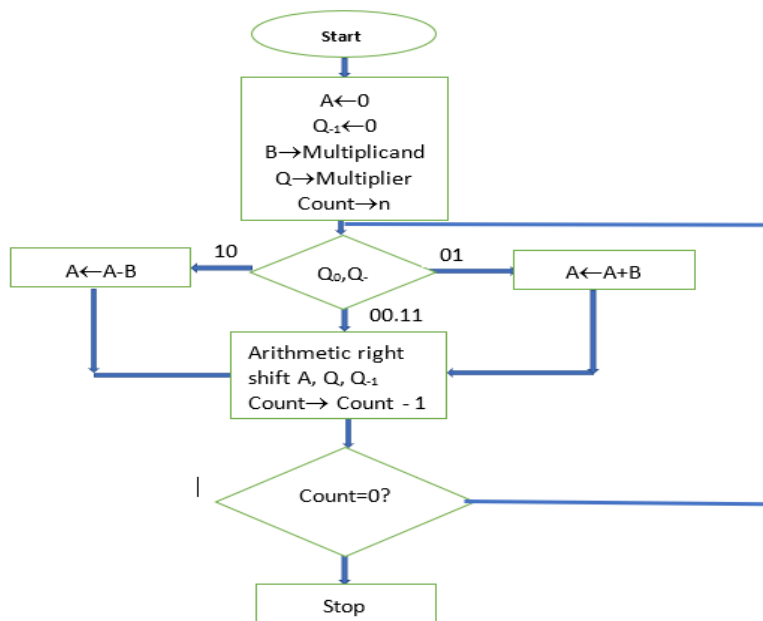 Start
A←0
Q₋₁←0
B→Multiplicand
Q→Multiplier
Count→n
10
01
A←A-B
Q₀,Q₋
A←A+B
00.11
Arithmetic right
shift A, Q, Q₋₁
Count→ Count - 1
Count=0?
Stop